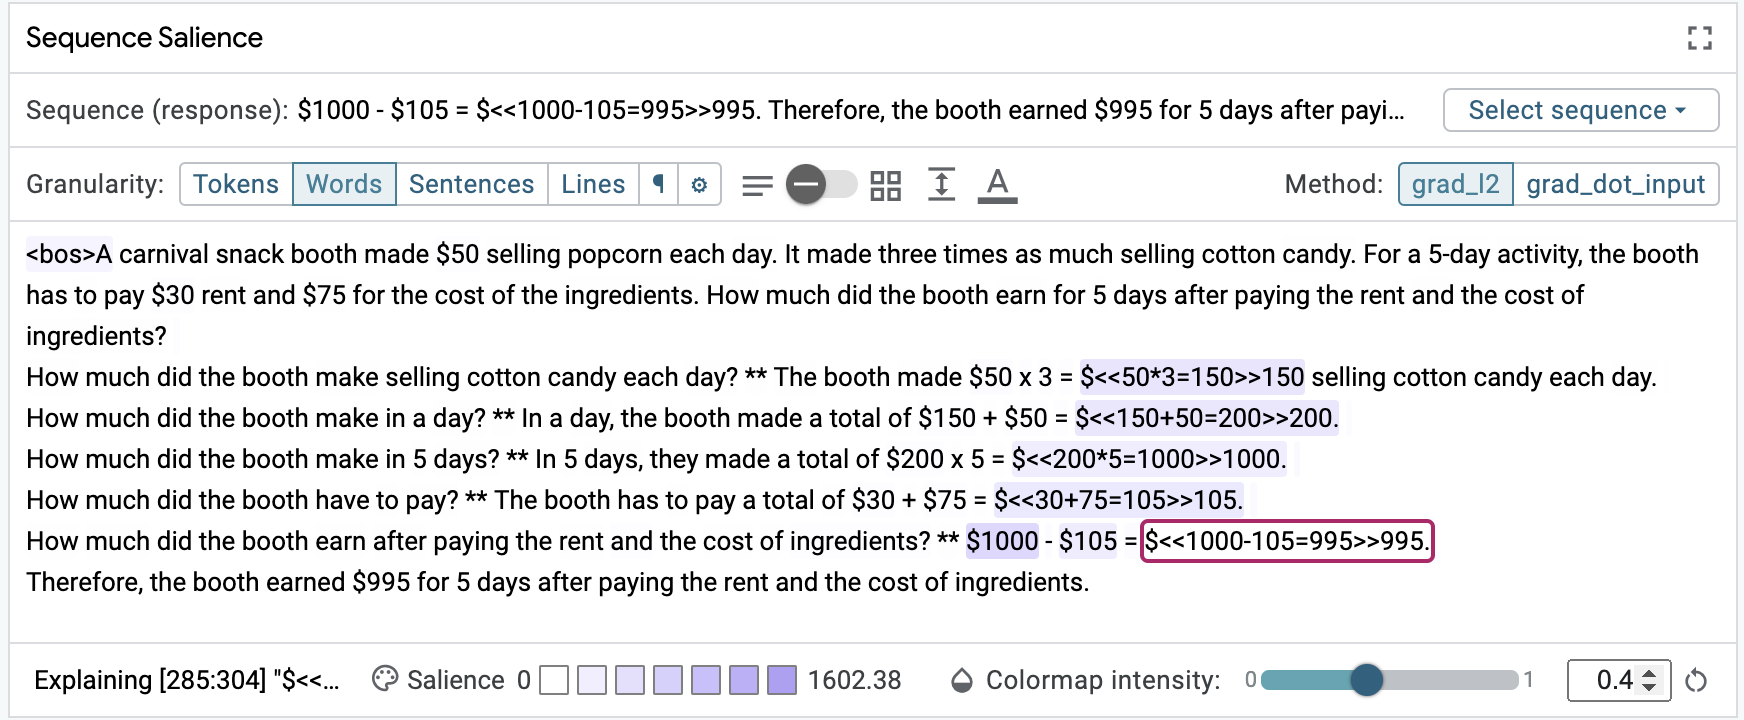 Sequence Salience
Sequence (response): $1000 - $105 = $<<1000-105=995>>995. Therefore, the booth earned $995 for 5 days after payi... Select sequence
Granularity: Tokens Words Sentences Lines ¶ A Method: grad_l2 grad_dot_input
<bos>A carnival snack booth made $50 selling popcorn each day. It made three times as much selling cotton candy. For a 5-day activity, the booth
has to pay $30 rent and $75 for the cost of the ingredients. How much did the booth earn for 5 days after paying the rent and the cost of
ingredients?
How much did the booth make selling cotton candy each day? ** The booth made $50 x 3 = $<<50*3=150>>150 selling cotton candy each day.
How much did the booth make in a day? ** In a day, the booth made a total of $150 + $50 = $<<150+50=200>>200.
How much did the booth make in 5 days? ** In 5 days, they made a total of $200 x 5 = $<<200*5=1000>>1000.
How much did the booth have to pay? ** The booth has to pay a total of $30 + $75 = $<<30+75=105>>105.
How much did the booth earn after paying the rent and the cost of ingredients? ** $1000 - $105 = $<<1000-105=995>>995.
Therefore, the booth earned $995 for 5 days after paying the rent and the cost of ingredients.
Explaining [285:304] "$<<... Salience 0 1602.38 Colormap intensity: 0 1 0.4